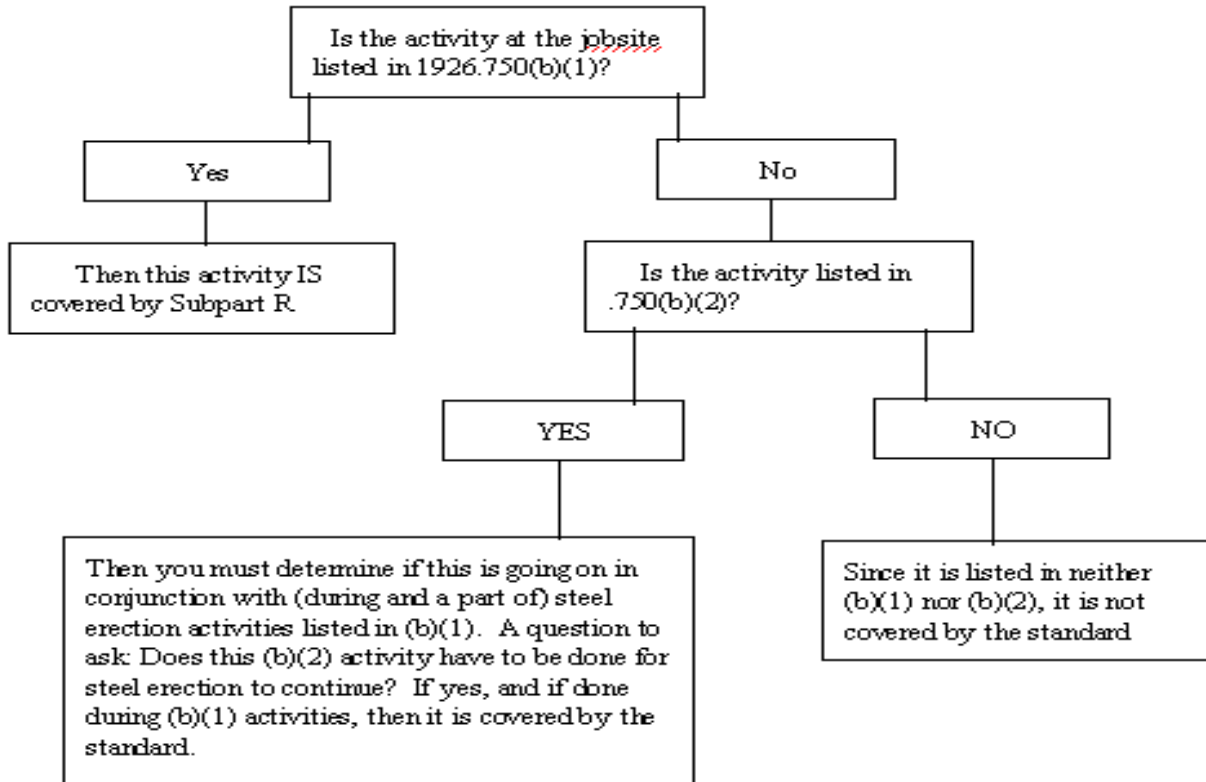 Is the activity at the jobsite
listed in 1926.750(b)(1)?
Yes
No
Then this activity IS
covered by Subpart R
Is the activity listed in
.750(b)(2)?
YES
NO
Then you must determine if this is going on in
conjunction with (during and a part of) steel
erection activities listed in (b)(1). A question to
ask: Does this (b)(2) activity have to be done for
steel erection to continue? If yes, and if done
during (b)(1) activities, then it is covered by the
standard.
Since it is listed in neither
(b)(1) nor (b)(2), it is not
covered by the standard